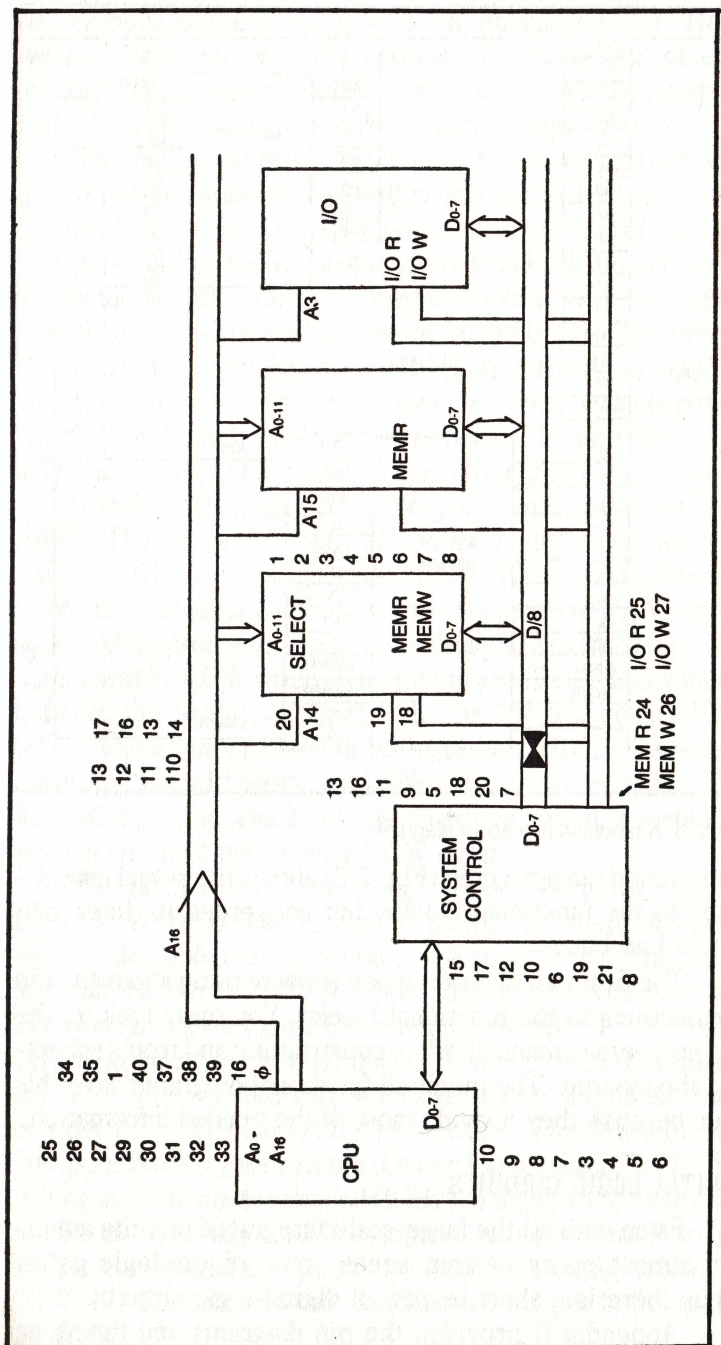 25
26
27
29
30
31
32
33
34
35
1
40
37
38
39
16
φ
A0 -
A16
CPU
D0-7
10
9
8
7
3
4
5
6
A16
15
17
12
10
6
19
21
8
SYSTEM
CONTROL
D0-7
13
16
11
9
5
18
20
7
MEM R 24
MEM W 26
I/O R 25
I/O W 27
13 17
12 16
11 13
110 14
20
A14
19
18
A0-11
SELECT
MEMR
MEMW
D0-7
D/8
1
2
3
4
5
6
7
8
A15
A0-11
MEMR
D0-7
A3
I/O
I/O R
I/O W
D0-7